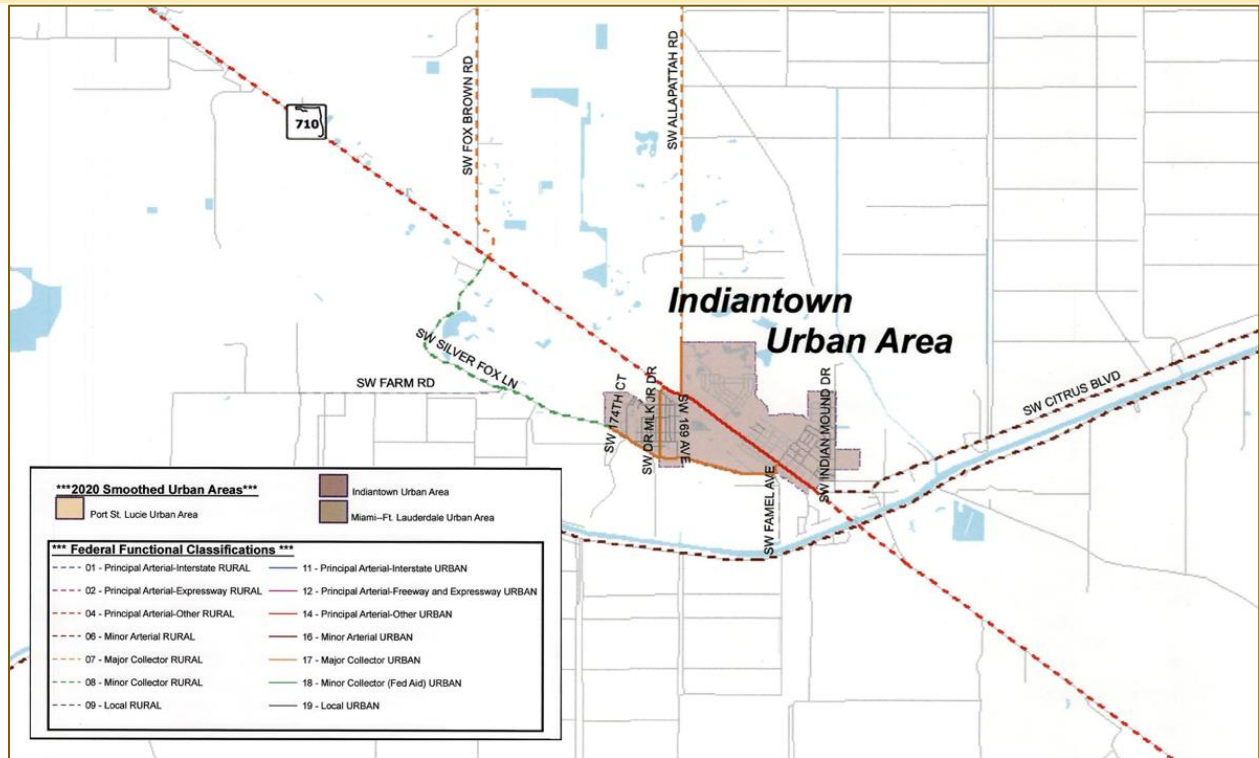 SW FOX BROWN RD
SW ALLAPATTAH RD
710
Indiantown
Urban Area
SW SILVER FOX LN
SW FARM RD
SW 174TH CT
SW DR MLK JR DR
SW 169 AVE
SW INDIAN MOUND DR
SW CITRUS BLVD
SW FAMEL AVE
***2020 Smoothed Urban Areas***
Port St. Lucie Urban Area
Indiantown Urban Area
Miami--Ft. Lauderdale Urban Area
*** Federal Functional Classifications ***
01 - Principal Arterial-Interstate RURAL
02 - Principal Arterial-Expressway RURAL
04 - Principal Arterial-Other RURAL
06 - Minor Arterial RURAL
07 - Major Collector RURAL
08 - Minor Collector RURAL
09 - Local RURAL
11 - Principal Arterial-Interstate URBAN
12 - Principal Arterial-Freeway and Expressway URBAN
14 - Principal Arterial-Other URBAN
16 - Minor Arterial URBAN
17 - Major Collector URBAN
18 - Minor Collector (Fed Aid) URBAN
19 - Local URBAN